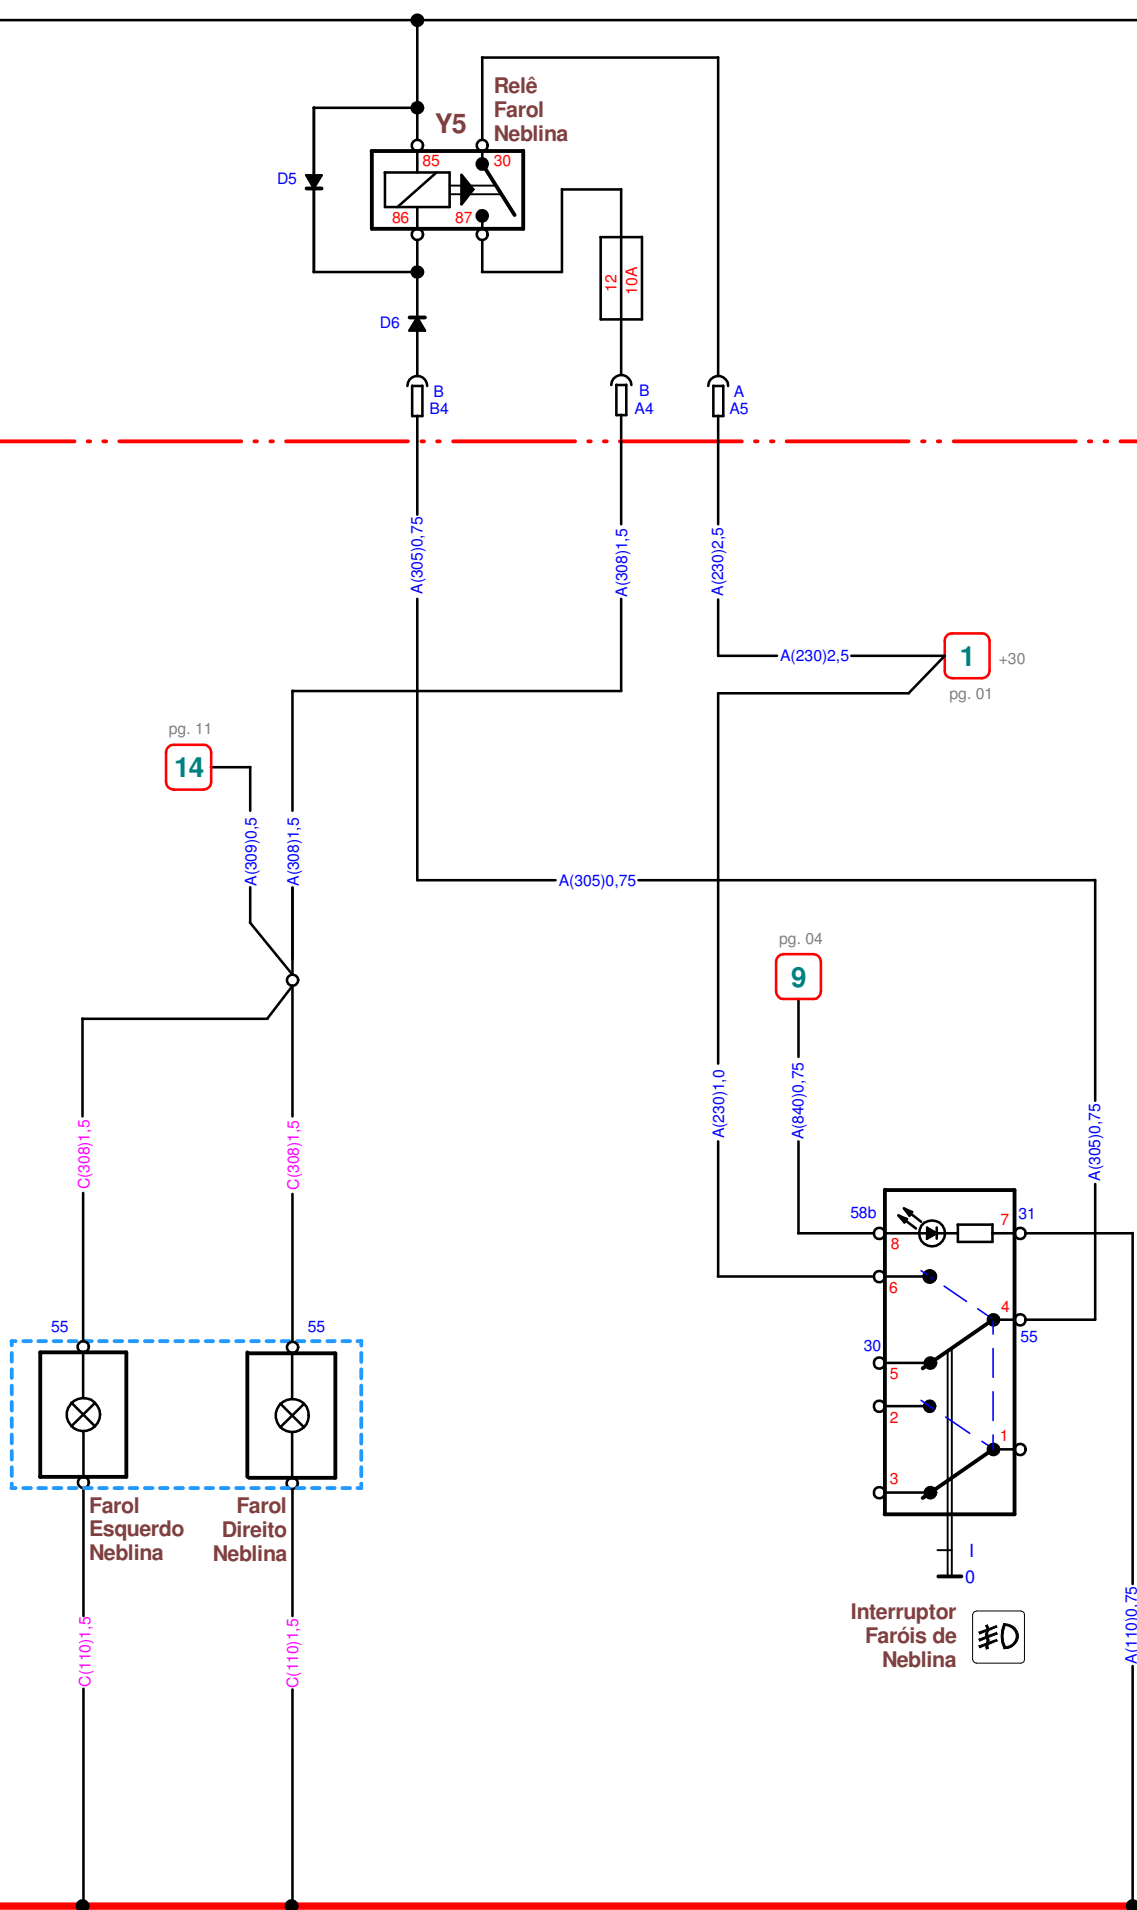 Relê
Farol
Neblina
Y5
85
30
D5
86
87
12
10A
D6
B
B4
B
A4
A
A5
A(305)0,75
A(308)1,5
A(230)2,5
A(230)2,5
1
+30
pg. 01
pg. 11
14
A(309)0,5
A(308)1,5
A(305)0,75
pg. 04
9
A(230)1,0
A(840)0,75
A(305)0,75
C(308)1,5
C(308)1,5
58b
7
31
8
6
4
55
30
5
2
1
3
55
55
Farol
Esquerdo
Neblina
Farol
Direito
Neblina
I
0
Interruptor
Faróis de
Neblina
C(110)1,5
C(110)1,5
A(110)0,75